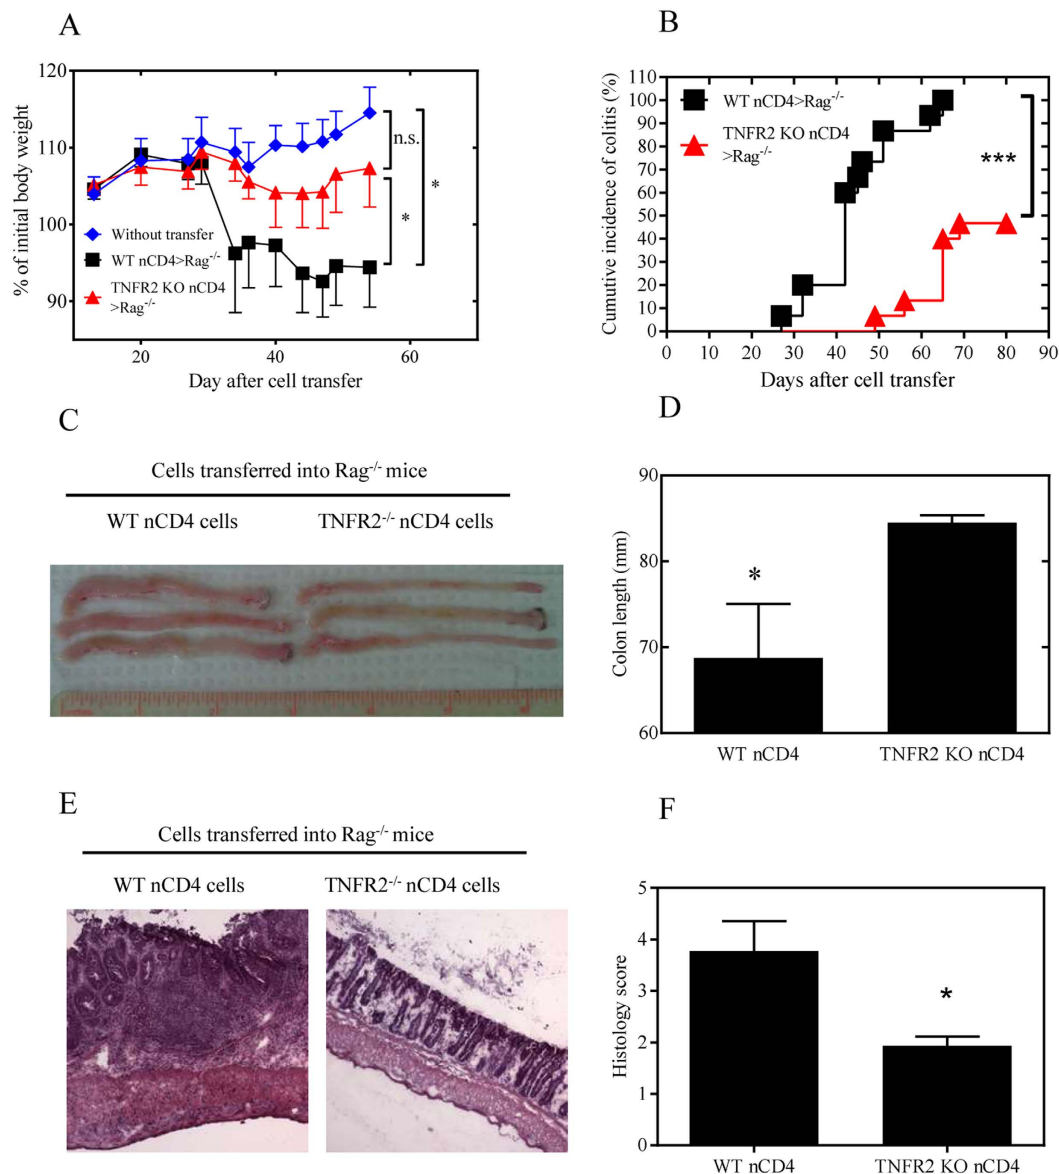 A
% of initial body weight
120
110
100
90
20
40
60
Day after cell transfer
Without transfer
WT nCD4>Rag-/-
TNFR2 KO nCD4
>Rag-/-
n.s.
*
*
B
Cumutive incidence of colitis (%)
110
100
90
80
70
60
50
40
30
20
10
0
0
10
20
30
40
50
60
70
80
90
Days after cell transfer
WT nCD4>Rag-/-
TNFR2 KO nCD4
>Rag-/-
***
C
Cells transferred into Rag-/- mice
WT nCD4 cells
TNFR2-/- nCD4 cells
D
Colon length (mm)
90
80
70
60
*
WT nCD4
TNFR2 KO nCD4
E
Cells transferred into Rag-/- mice
WT nCD4 cells
TNFR2-/- nCD4 cells
F
Histology score
5
4
3
2
1
0
*
WT nCD4
TNFR2 KO nCD4